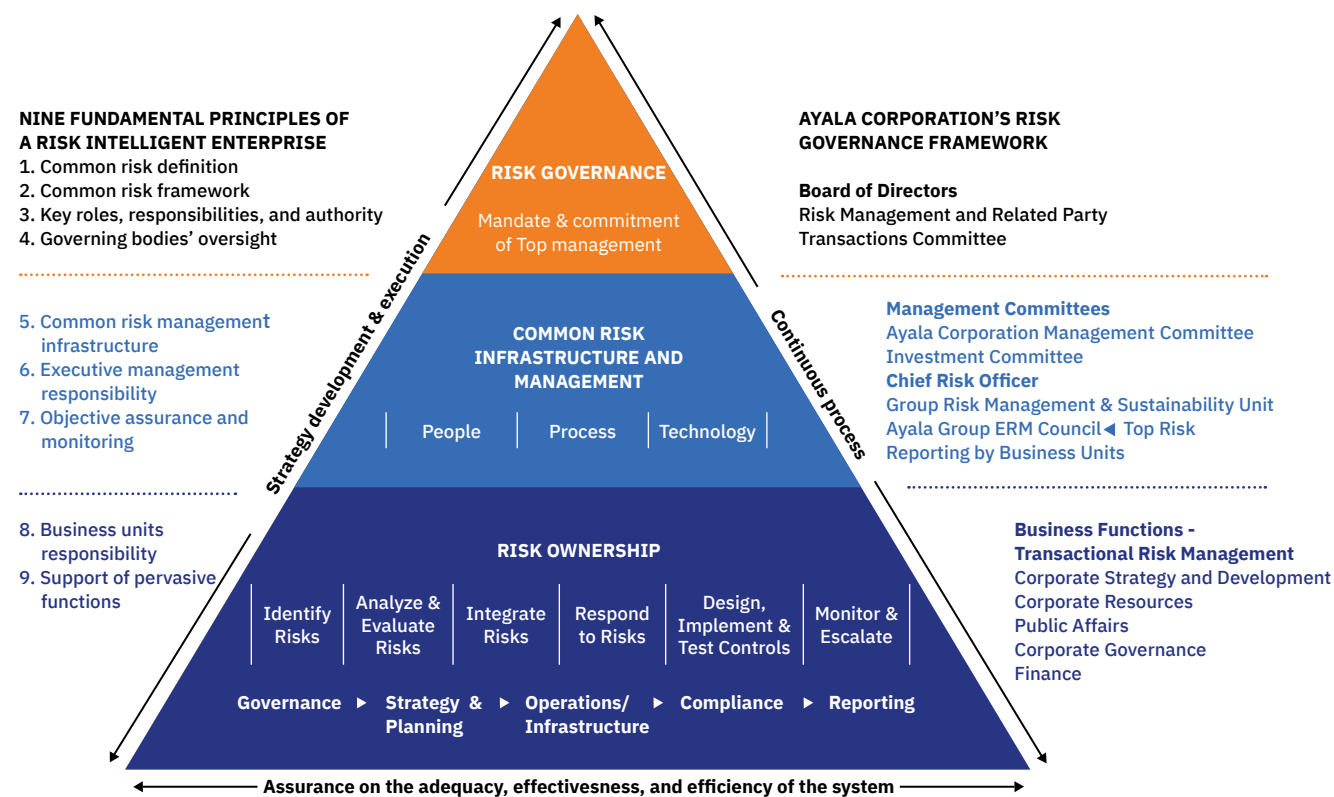 NINE FUNDAMENTAL PRINCIPLES OF
A RISK INTELLIGENT ENTERPRISE
1. Common risk definition
2. Common risk framework
3. Key roles, responsibilities, and authority
4. Governing bodies’ oversight
5. Common risk management
infrastructure
6. Executive management
responsibility
7. Objective assurance and
monitoring
8. Business units
responsibility
9. Support of pervasive
functions
Strategy development & execution
RISK GOVERNANCE
Mandate & commitment
of Top management
COMMON RISK
INFRASTRUCTURE AND
MANAGEMENT
People
Process
Technology
RISK OWNERSHIP
Identify
Risks
Analyze &
Evaluate
Risks
Integrate
Risks
Respond
to Risks
Design,
Implement &
Test Controls
Monitor &
Escalate
Governance ▶ Strategy & ▶ Operations/ ▶ Compliance ▶ Reporting
Planning Infrastructure
Continuous process
AYALA CORPORATION’S RISK
GOVERNANCE FRAMEWORK
Board of Directors
Risk Management and Related Party
Transactions Committee
Management Committees
Ayala Corporation Management Committee
Investment Committee
Chief Risk Officer
Group Risk Management & Sustainability Unit
Ayala Group ERM Council ◀ Top Risk
Reporting by Business Units
Business Functions -
Transactional Risk Management
Corporate Strategy and Development
Corporate Resources
Public Affairs
Corporate Governance
Finance
Assurance on the adequacy, effectiveness, and efficiency of the system